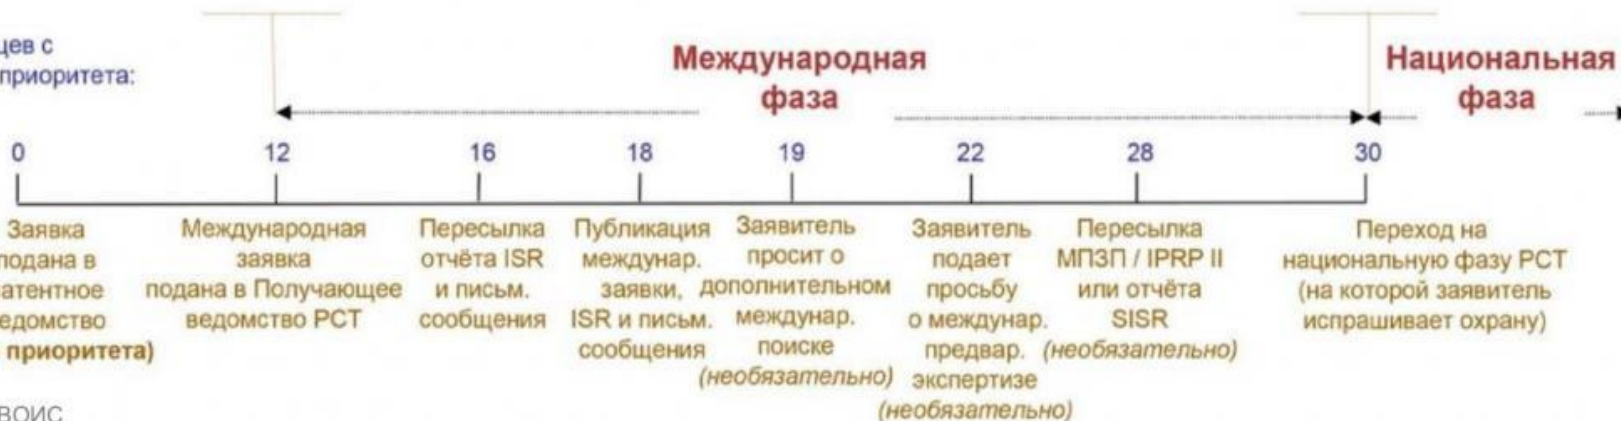 цев с
приоритета:
Международная
фаза
Национальная
фаза
0
12
16
18
19
22
28
30
Заявка
подана в
патентное
ведомство
приоритета)
Международная
заявка
подана в Получающее
ведомство РСТ
Пересылка
отчёта ISR
и письм.
сообщения
Публикация
междунар.
заявки,
ISR и письм.
сообщения
Заявитель
просит о
дополнительном
междунар.
поиске
(необязательно)
Заявитель
подает
просьбу
о междунар.
предвар.
экспертизе
(необязательно)
Пересылка
МПЗП / IPRP II
или отчёта
SISR
(необязательно)
Переход на
национальную фазу РСТ
(на которой заявитель
испрашивает охрану)
ВОИС